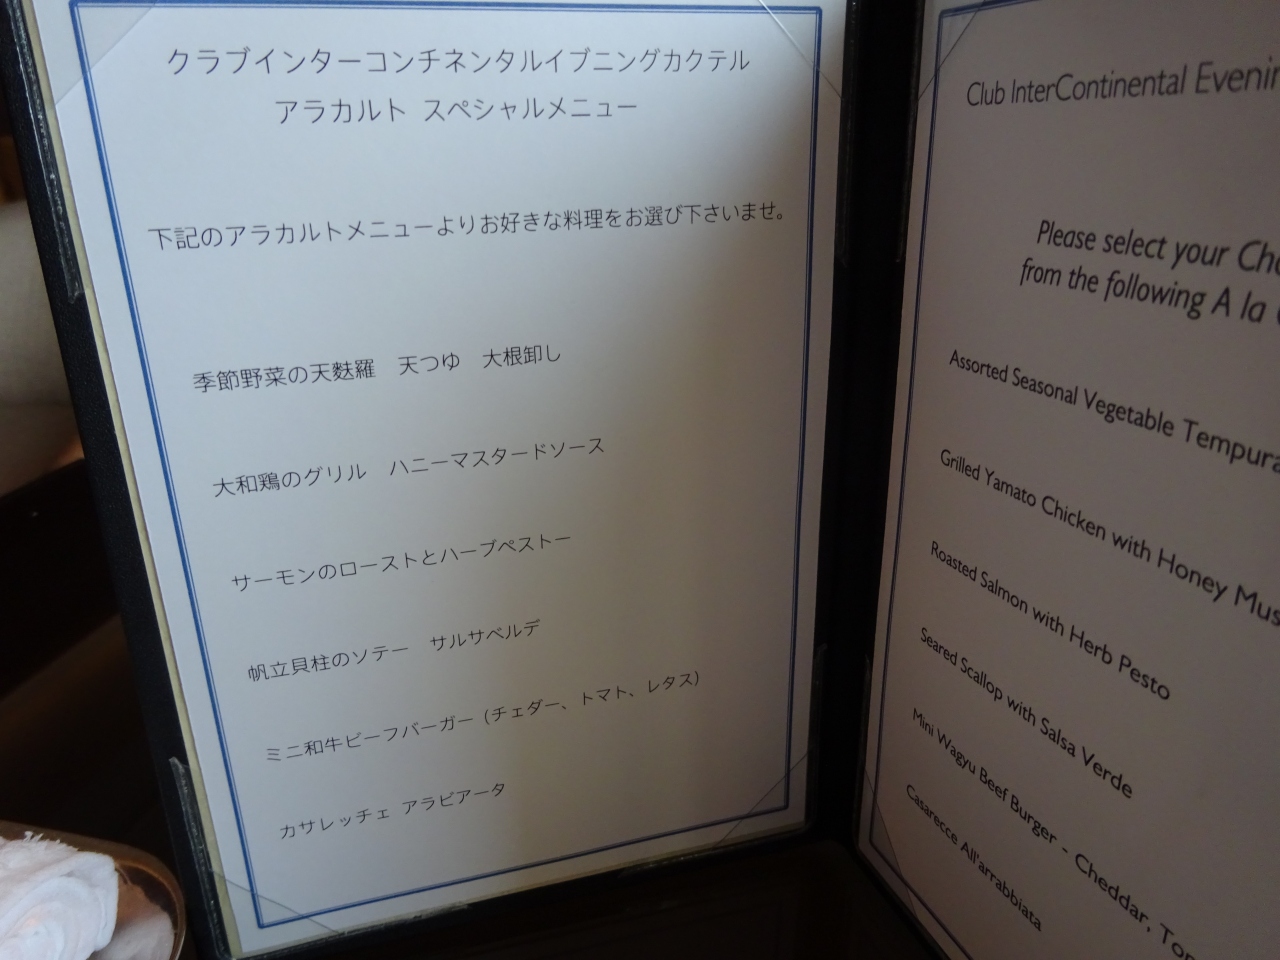 クラブインターコンチネンタルイブニングカクテル
アラカルト スペシャルメニュー
下記のアラカルトメニューよりお好きな料理をお選び下さいませ。
季節野菜の天麩羅　天つゆ　大根卸し
大和鶏のグリル　ハニーマスタードソース
サーモンのローストとハーブペストー
帆立貝柱のソテー　サルサベルデ
ミニ和牛ビーフバーガー（チェダー、トマト、レタス）
カサレッチェ アラビアータ
Club InterContinental
Please select your
from the following A la
Assorted Seasonal Vegetable Tempura
Grilled Yamato Chicken with Honey
Roasted Salmon with Herb Pesto
Seared Scallop with Salsa Verde
Mini Wagyu Beef Burger - Cheddar,
Casarecce All'arrabbiata